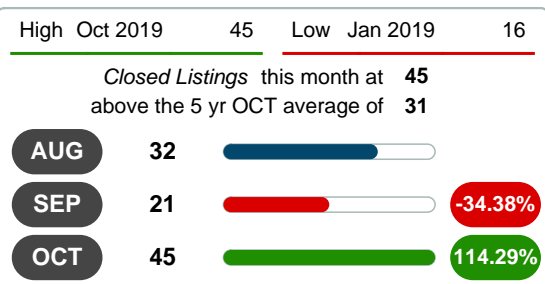 High Oct 2019 45 Low Jan 2019 16
Closed Listings this month at 45
above the 5 yr OCT average of 31
AUG 32
SEP 21 -34.38%
OCT 45 114.29%